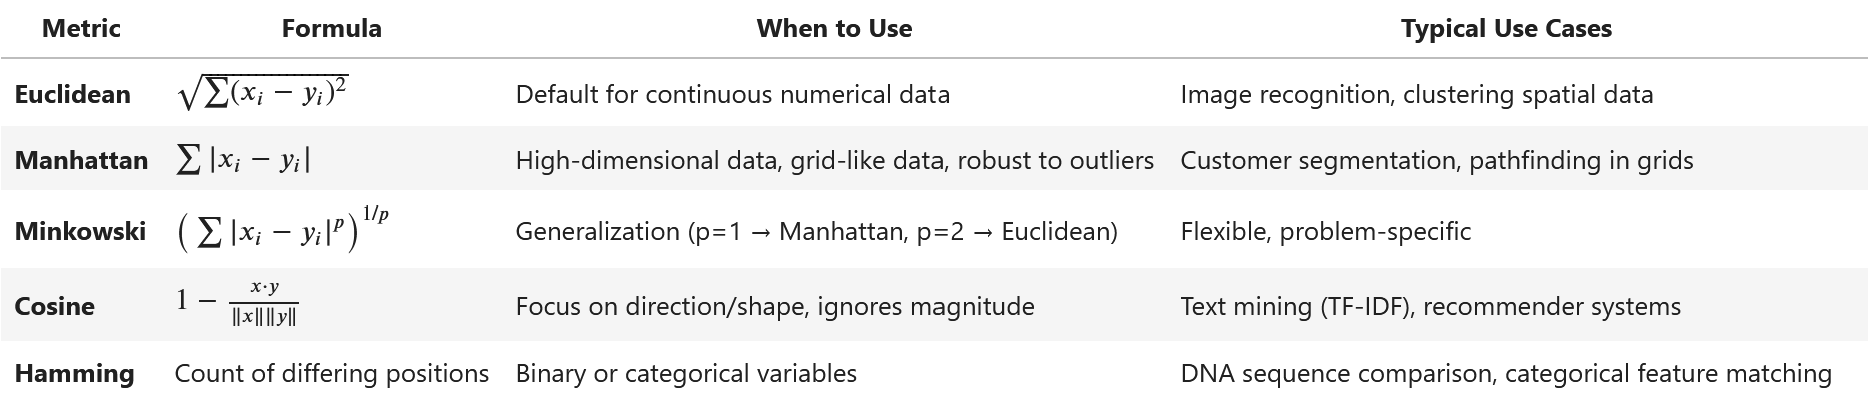 Metric Formula When to Use Typical Use Cases
Euclidean √∑(xᵢ − yᵢ)² Default for continuous numerical data Image recognition, clustering spatial data
Manhattan ∑|xᵢ − yᵢ| High-dimensional data, grid-like data, robust to outliers Customer segmentation, pathfinding in grids
Minkowski (∑|xᵢ − yᵢ|ᵖ)^1/p Generalization (p=1 → Manhattan, p=2 → Euclidean) Flexible, problem-specific
Cosine 1 − x·y / ‖x‖‖y‖ Focus on direction/shape, ignores magnitude Text mining (TF-IDF), recommender systems
Hamming Count of differing positions Binary or categorical variables DNA sequence comparison, categorical feature matching